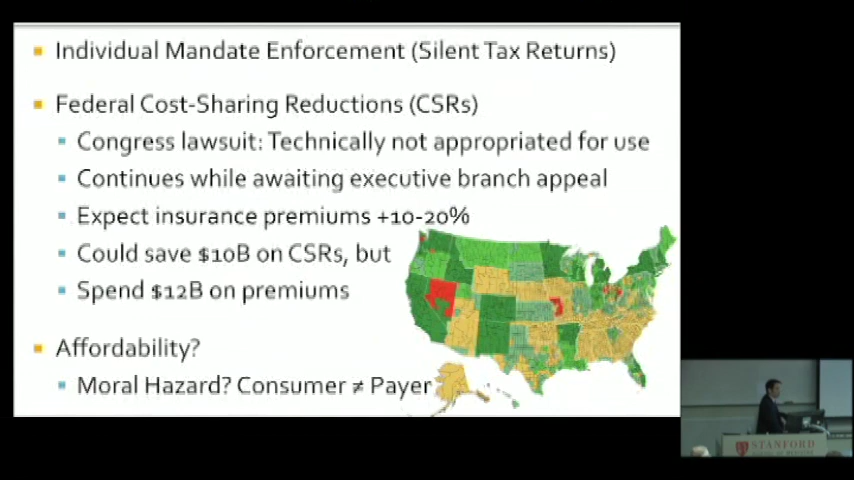 Individual Mandate Enforcement (Silent Tax Returns)
Federal Cost-Sharing Reductions (CSRs)
Congress lawsuit: Technically not appropriated for use
Continues while awaiting executive branch appeal
Expect insurance premiums +10-20%
Could save $10B on CSRs, but
Spend $12B on premiums
Affordability?
Moral Hazard? Consumer ≠ Payer
STANFORD